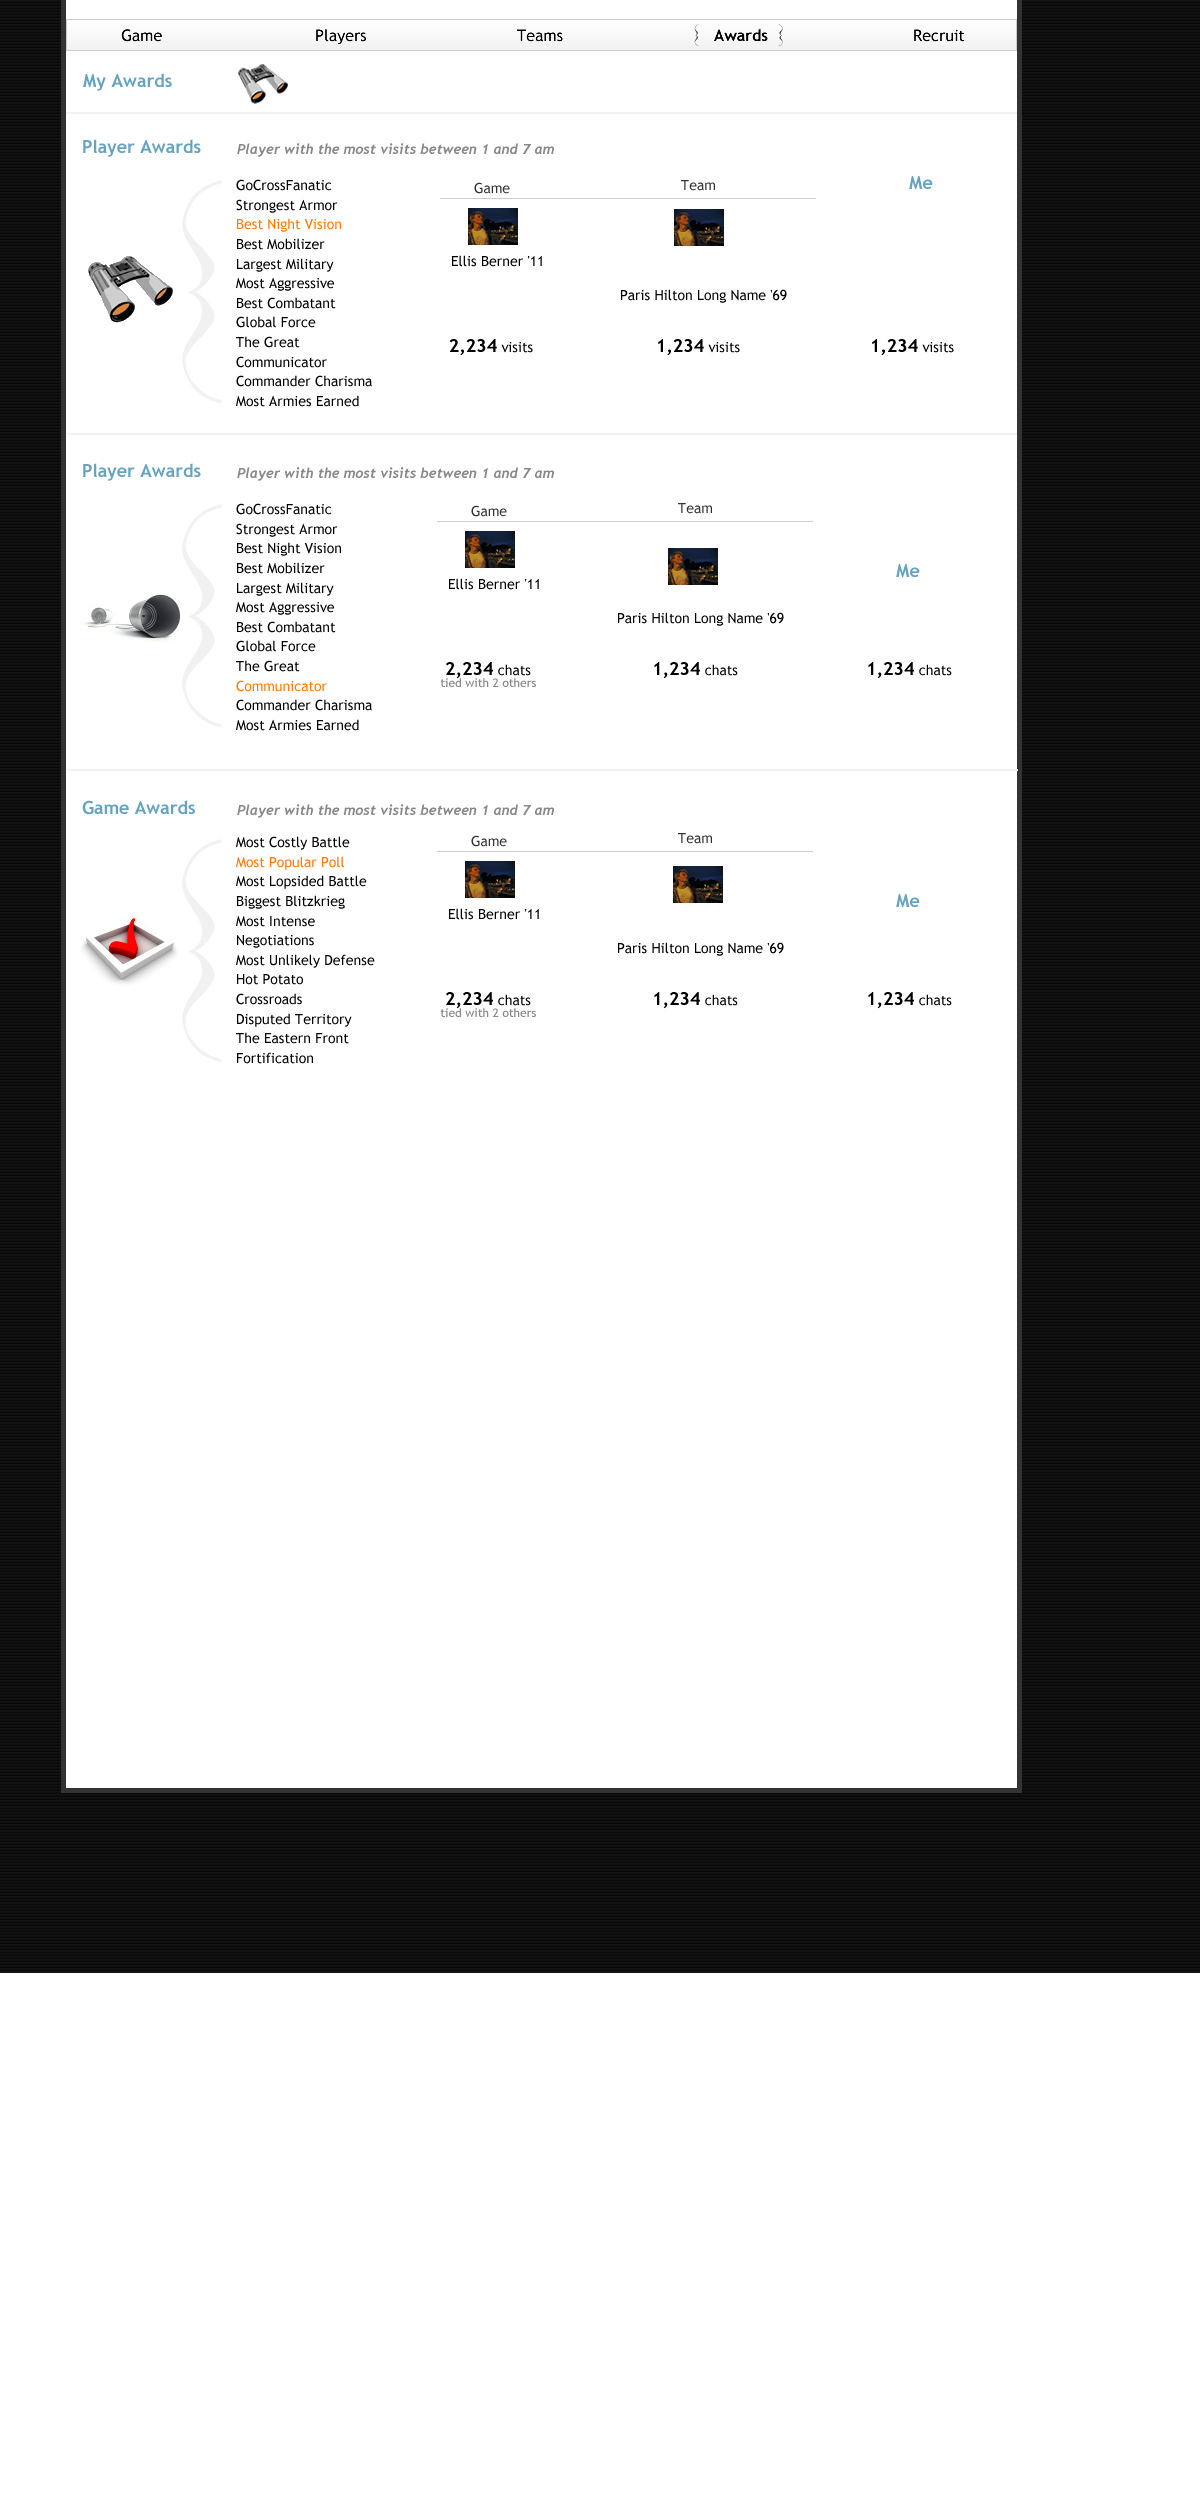 Game Players Teams Awards Recruit
My Awards
Player Awards Player with the most visits between 1 and 7 am
GoCrossFanatic
Strongest Armor
Best Night Vision
Best Mobilizer
Largest Military
Most Aggressive
Best Combatant
Global Force
The Great
Communicator
Commander Charisma
Most Armies Earned
Game Team Me
Ellis Berner '11
Paris Hilton Long Name '69
2,234 visits 1,234 visits 1,234 visits
Player Awards Player with the most visits between 1 and 7 am
GoCrossFanatic
Strongest Armor
Best Night Vision
Best Mobilizer
Largest Military
Most Aggressive
Best Combatant
Global Force
The Great
Communicator
Commander Charisma
Most Armies Earned
Game Team
Me
Ellis Berner '11
Paris Hilton Long Name '69
2,234 chats 1,234 chats 1,234 chats
tied with 2 others
Game Awards Player with the most visits between 1 and 7 am
Most Costly Battle
Most Popular Poll
Most Lopsided Battle
Biggest Blitzkrieg
Most Intense
Negotiations
Most Unlikely Defense
Hot Potato
Crossroads
Disputed Territory
The Eastern Front
Fortification
Game Team
Me
Ellis Berner '11
Paris Hilton Long Name '69
2,234 chats 1,234 chats 1,234 chats
tied with 2 others